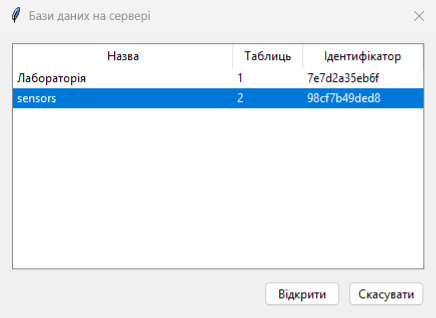 Бази даних на сервері
Назва Таблиць Ідентифікатор
Лабораторія 1 7e7d2a35eb6f
sensors 2 98cf7b49ded8
Відкрити Скасувати